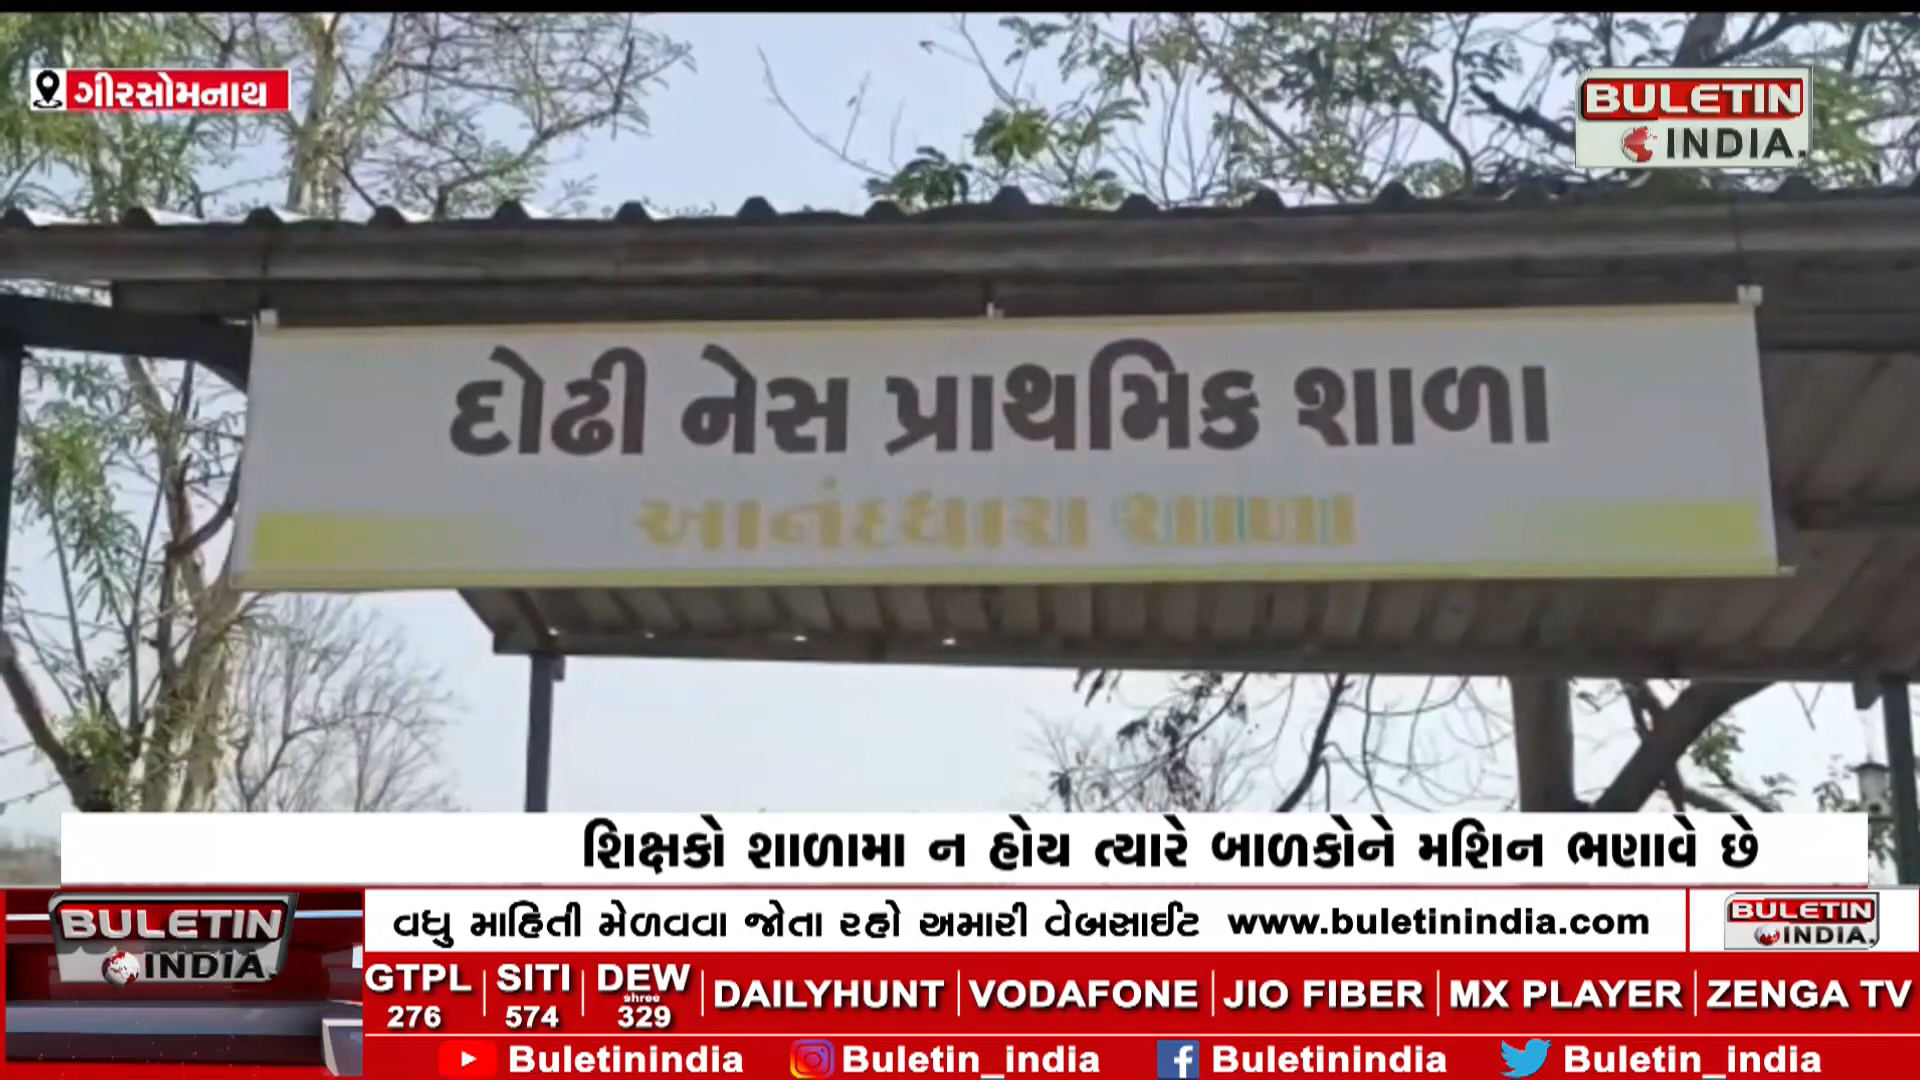 ગીરસોમનાથ
BULETIN
INDIA.
દોઢી નેસ પ્રાથમિક શાળા
આનંદધારા શાળા
શિક્ષકો શાળામા ન હોય ત્યારે બાળકોને મશિન ભણાવે છે
BULETIN
INDIA.
વધુ માહિતી મેળવવા જોતા રહો અમારી વેબસાઈટ www.buletinindia.com
BULETIN
INDIA.
GTPL 276 SITI 574 DEW shree 329 DAILYHUNT VODAFONE JIO FIBER MX PLAYER ZENGA TV
Buletinindia Buletin_india Buletinindia Buletin_india